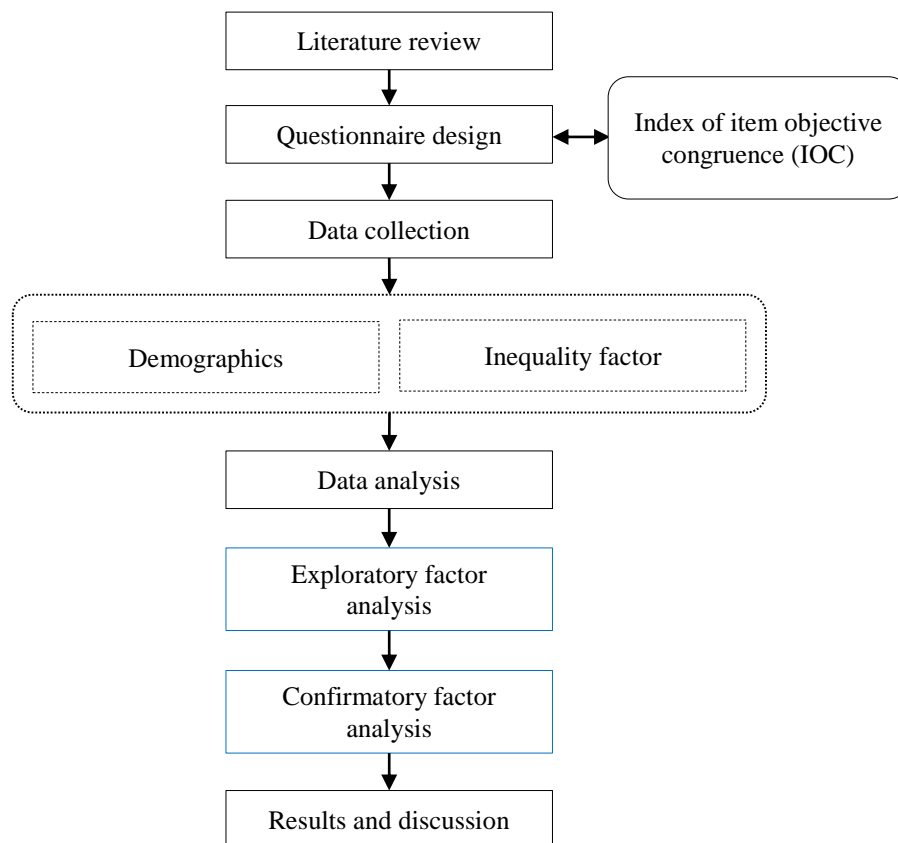 Literature review
Questionnaire design
Index of item objective
congruence (IOC)
Data collection
Demographics
Inequality factor
Data analysis
Exploratory factor
analysis
Confirmatory factor
analysis
Results and discussion